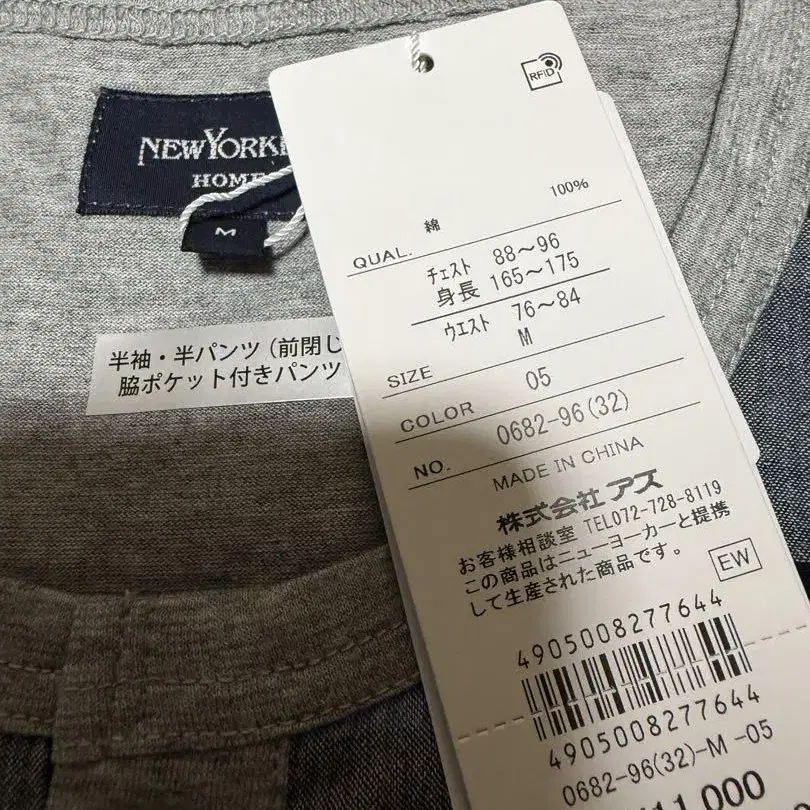 NEWYORK
HOME
M
半袖・半パンツ（前閉じ
脇ポケット付きパンツ
RFID
QUAL. 綿 100%
チェスト 88～96
身長 165～175
ウエスト 76～84
SIZE M
COLOR 05
NO. 0682-96(32)
MADE IN CHINA
株式会社 アズ
お客様相談室 TEL072-728-8119
この商品はニューヨーカーと提携
して生産された商品です。
EW
4905008277644
4905008277644
0682-96(32)-M -05